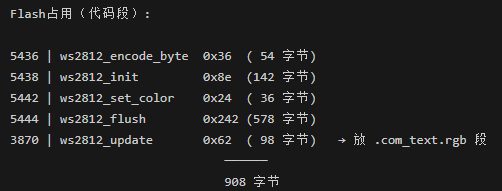 Flash占用（代码段）:
5436 | ws2812_encode_byte 0x36 ( 54 字节)
5438 | ws2812_init 0x8e (142 字节)
5442 | ws2812_set_color 0x24 ( 36 字节)
5444 | ws2812_flush 0x242 (578 字节)
3870 | ws2812_update 0x62 ( 98 字节) → 放 .com_text.rgb 段
908 字节